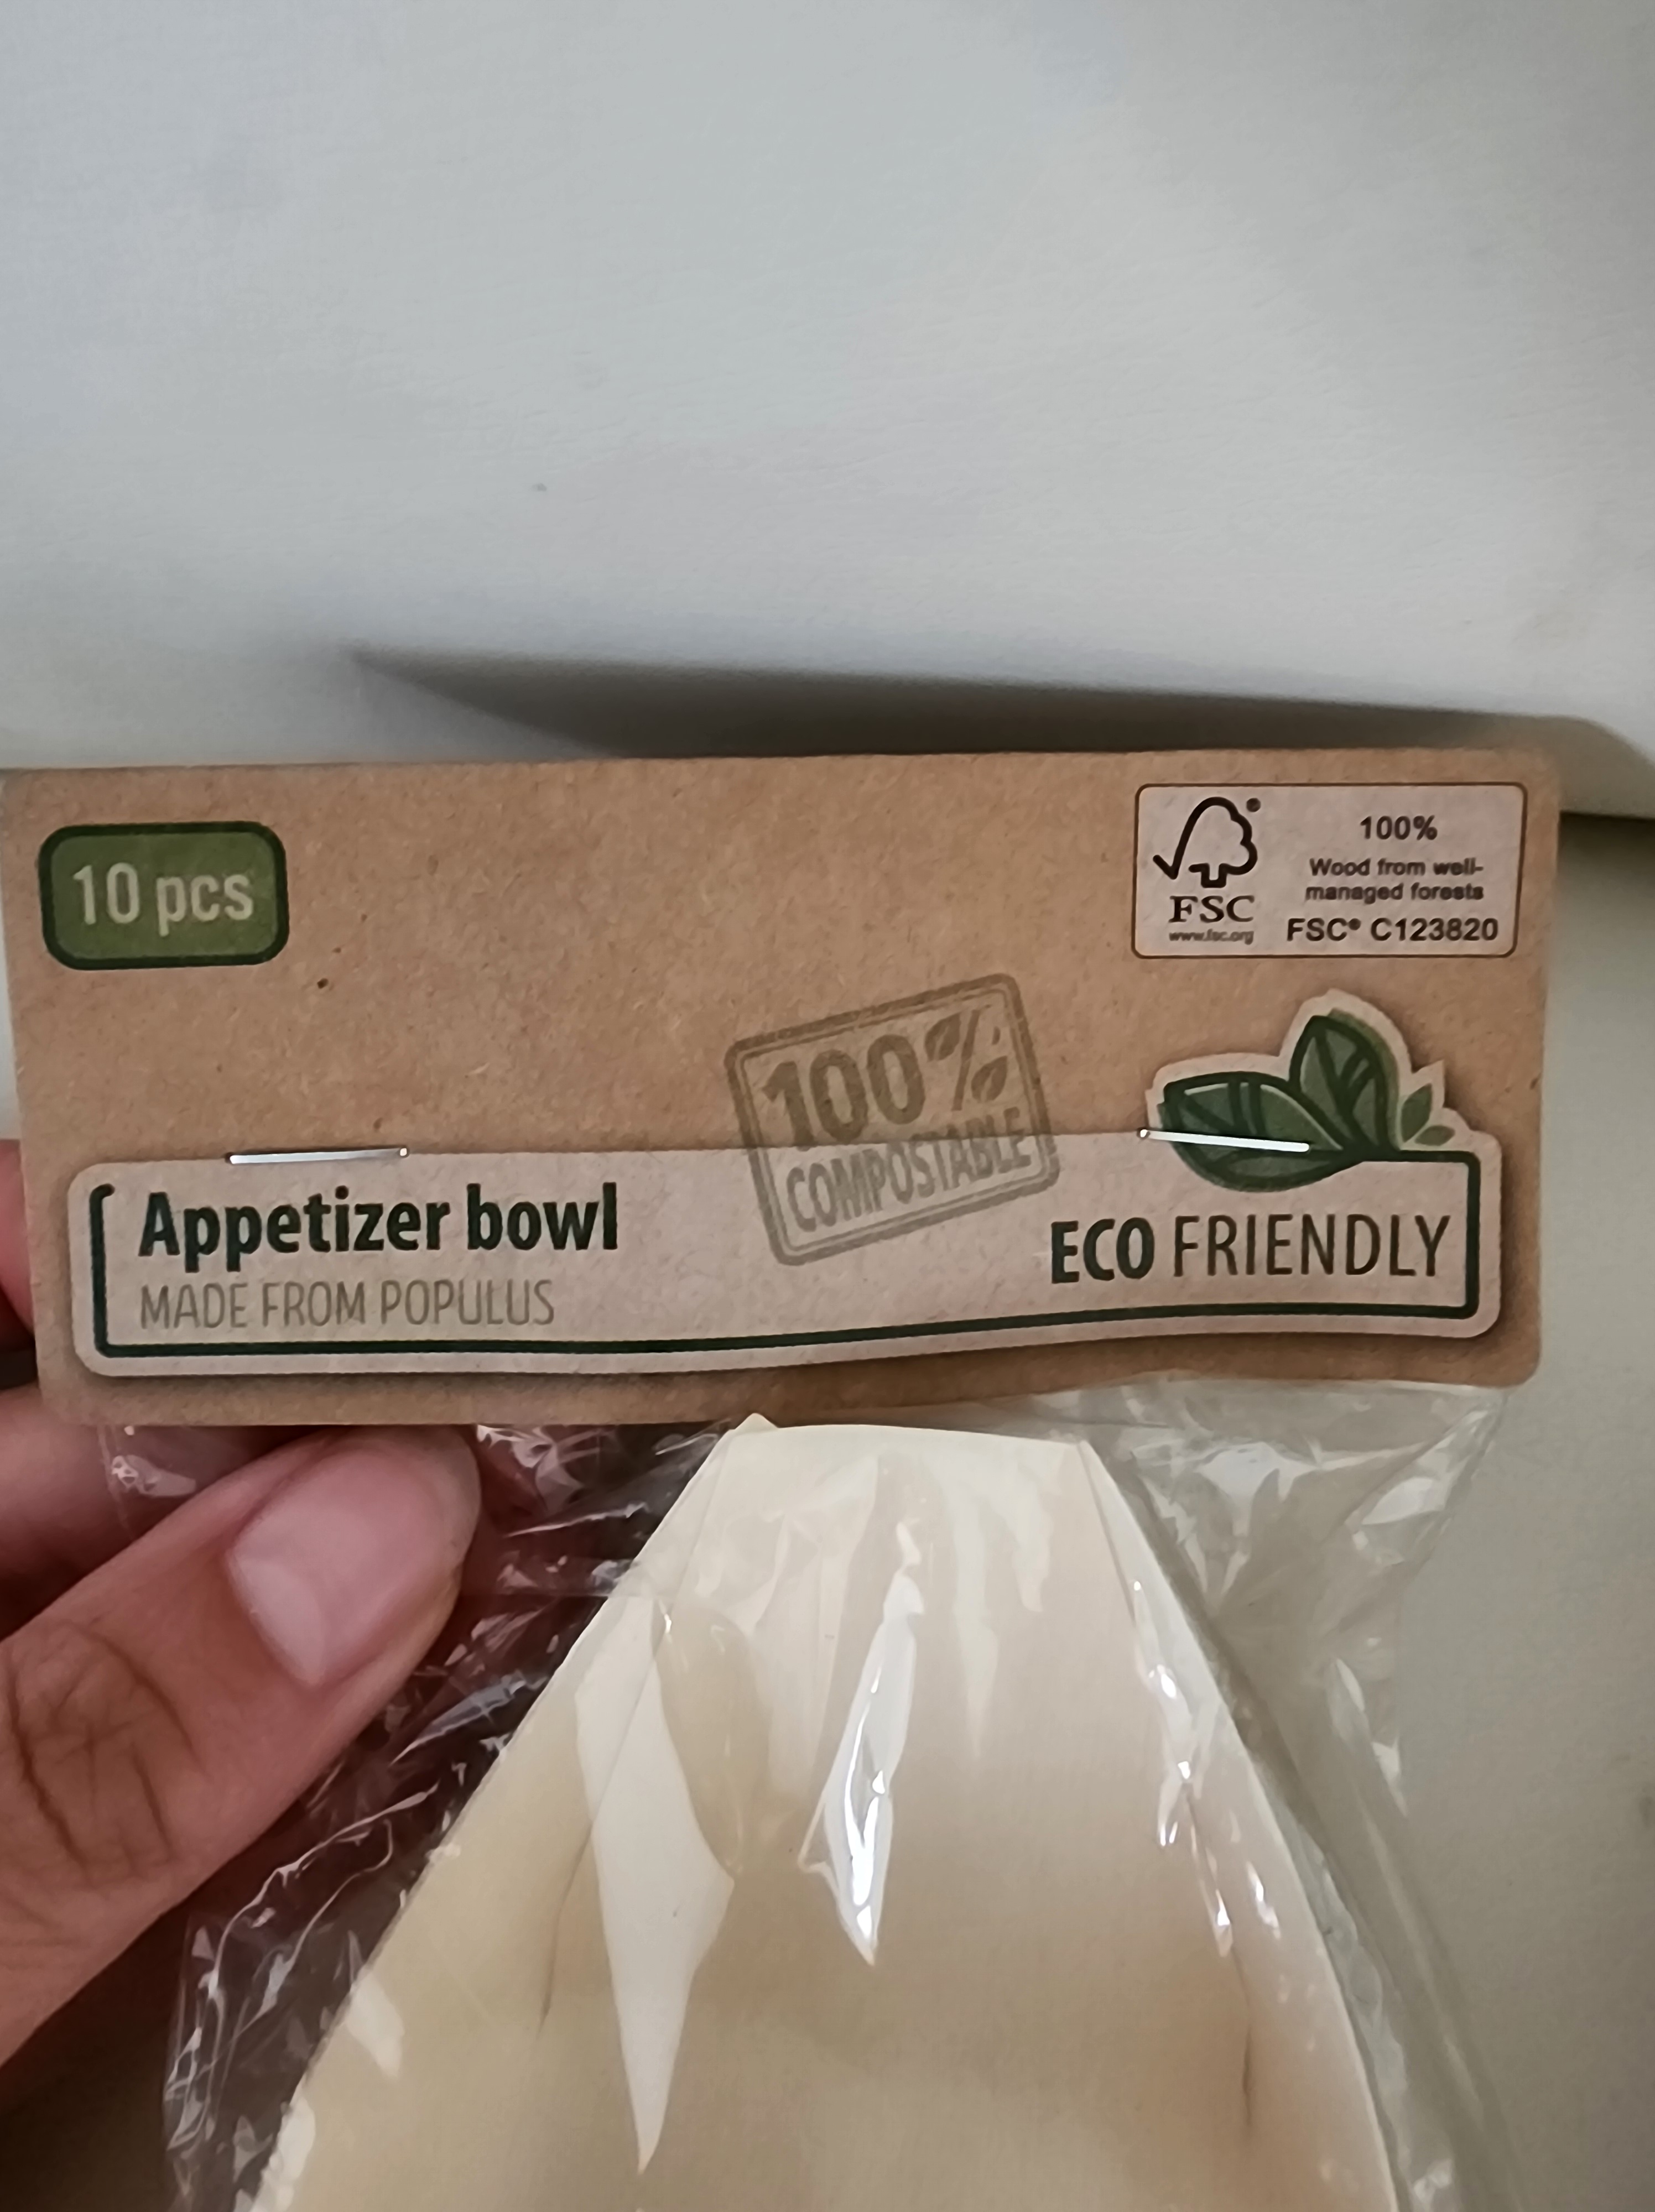 10 pcs
FSC®
www.fsc.org
100%
Wood from well-
managed forests
FSC® C123820
100%
COMPOSTABLE
Appetizer bowl
MADE FROM POPULUS
ECO FRIENDLY